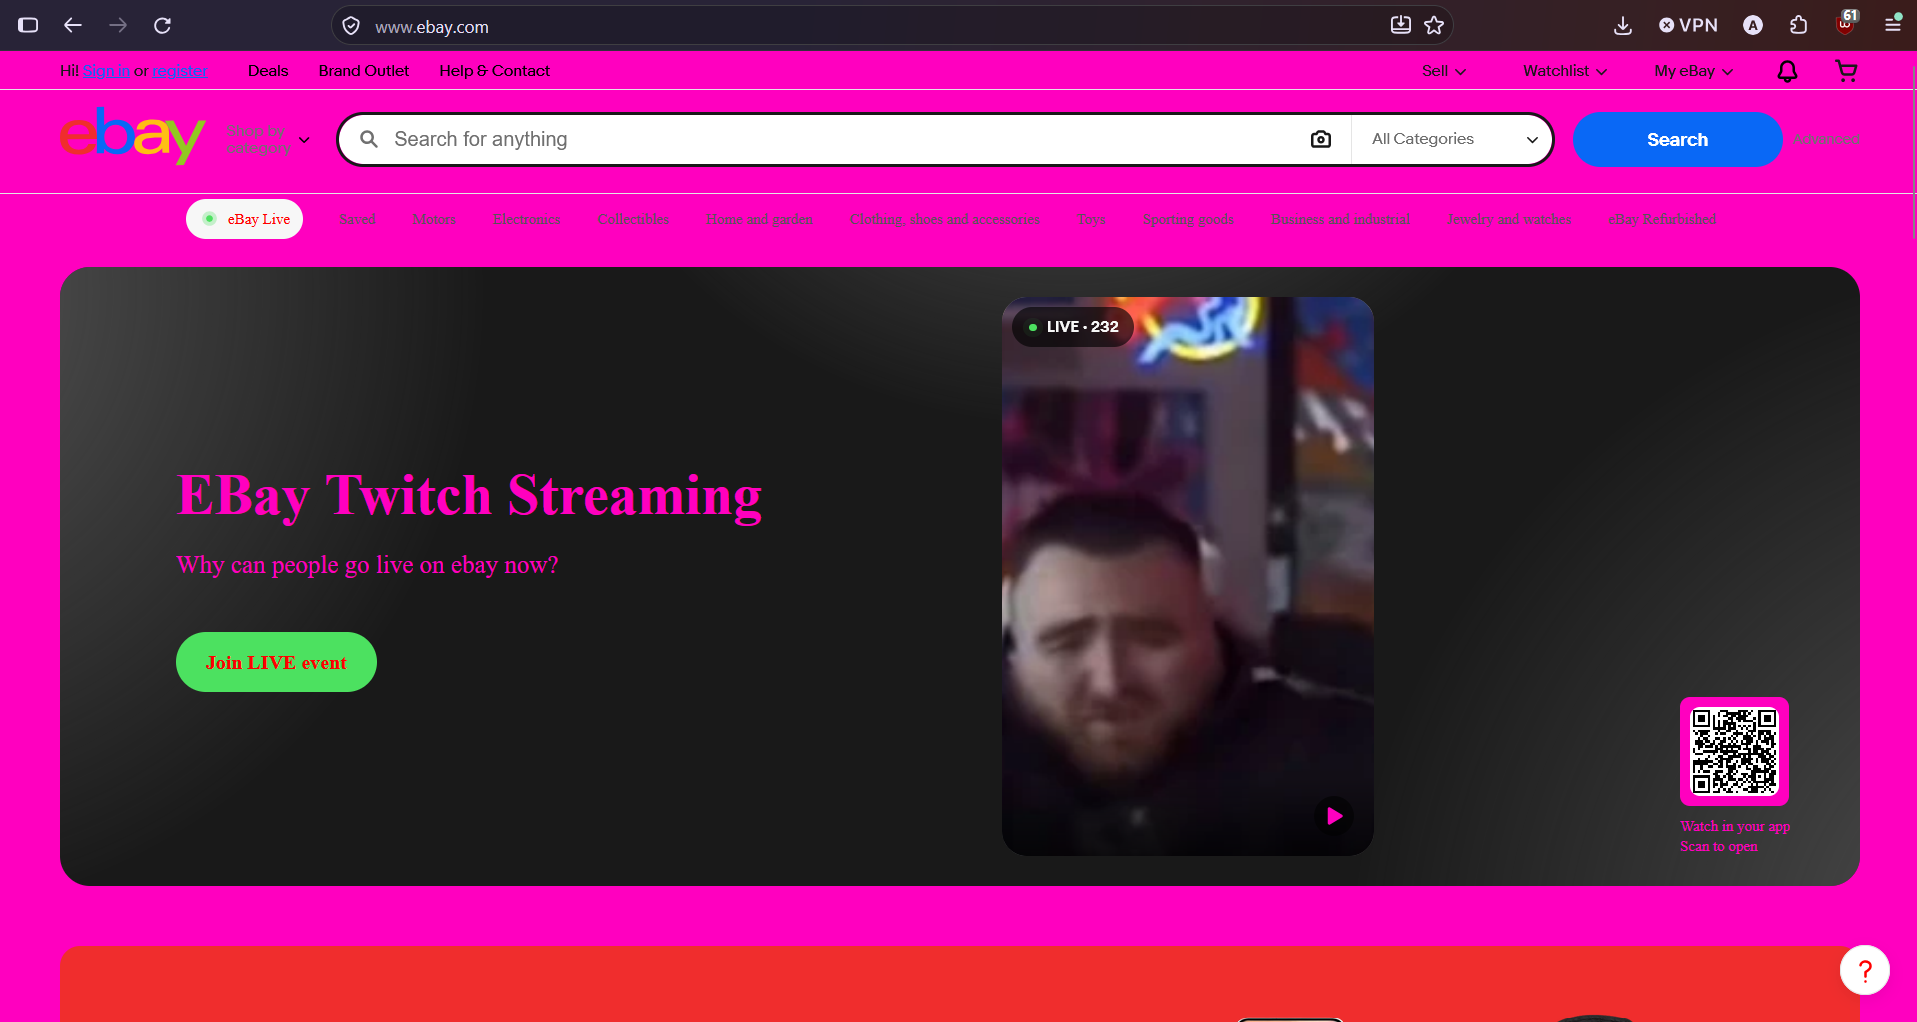 www.ebay.com
VPN
A
61
Hi! Sign in or register
Deals
Brand Outlet
Help & Contact
Sell
Watchlist
My eBay
ebay
Shop by
category
Search for anything
All Categories
Search
Advanced
eBay Live
Saved
Motors
Electronics
Collectibles
Home and garden
Clothing, shoes and accessories
Toys
Sporting goods
Business and industrial
Jewelry and watches
eBay Refurbished
LIVE · 232
EBay Twitch Streaming
Why can people go live on ebay now?
Join LIVE event
Watch in your app
Scan to open
?